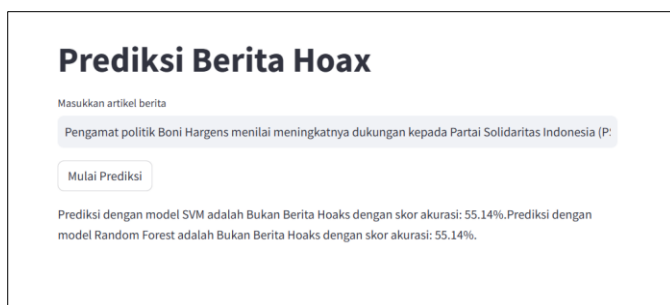 Prediksi Berita Hoax
Masukkan artikel berita
Pengamat politik Boni Hargens menilai meningkatnya dukungan kepada Partai Solidaritas Indonesia (P
Mulai Prediksi
Prediksi dengan model SVM adalah Bukan Berita Hoaks dengan skor akurasi: 55.14%.Prediksi dengan
model Random Forest adalah Bukan Berita Hoaks dengan skor akurasi: 55.14%.